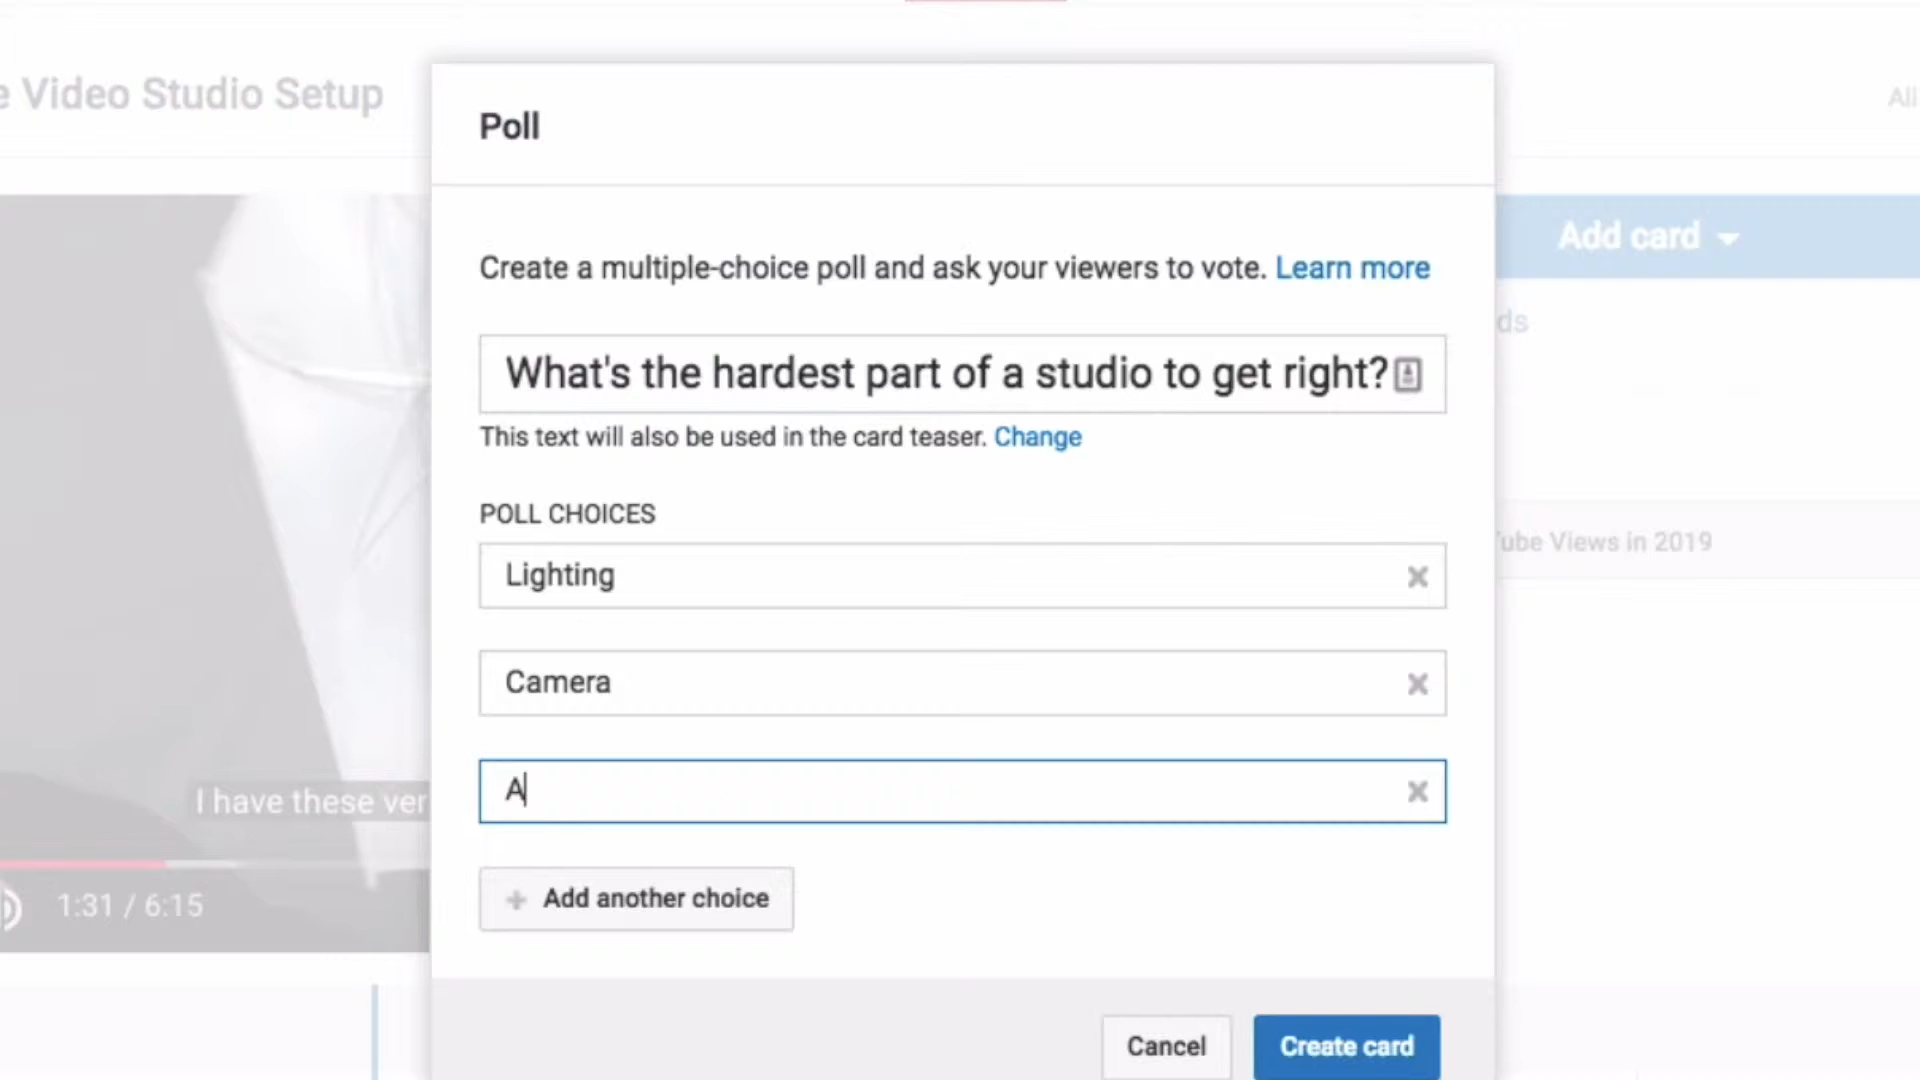 e Video Studio Setup
All
Poll
Create a multiple-choice poll and ask your viewers to vote. Learn more
Add card
ds
What's the hardest part of a studio to get right?
This text will also be used in the card teaser. Change
POLL CHOICES
Lighting
Tube Views in 2019
Camera
A
I have these ver
Add another choice
1:31 / 6:15
Cancel
Create card